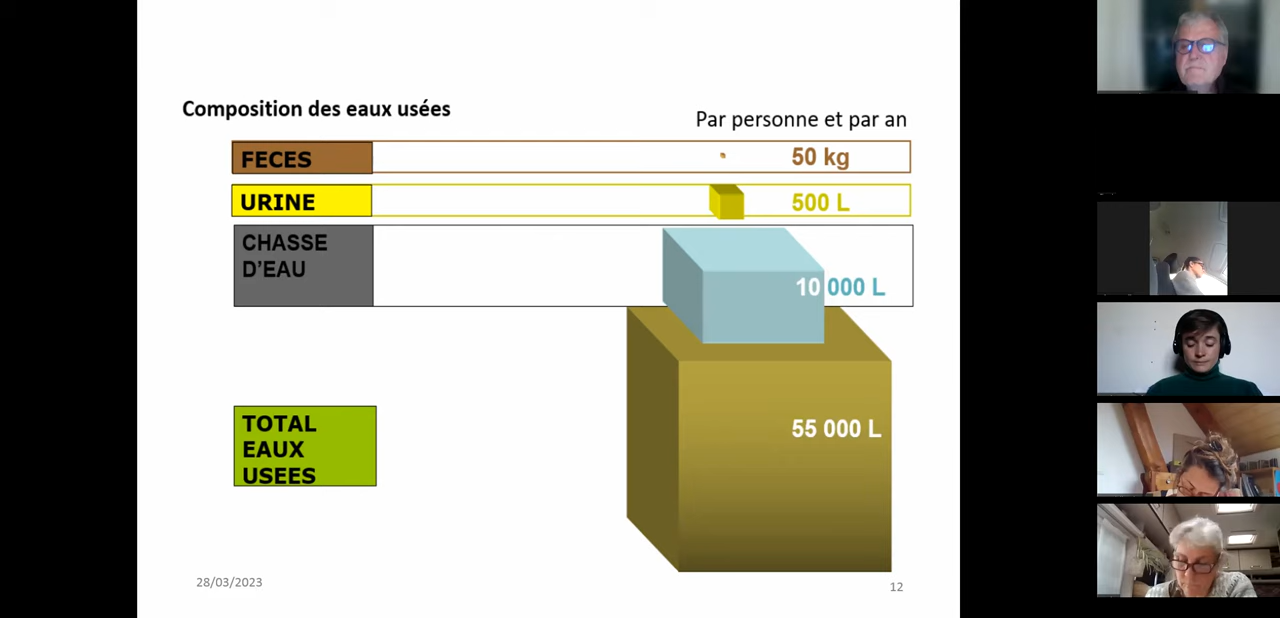 Composition des eaux usées
Par personne et par an
FECES
50 kg
URINE
500 L
CHASSE
D'EAU
10 000 L
TOTAL
EAUX
USEES
55 000 L
28/03/2023
12